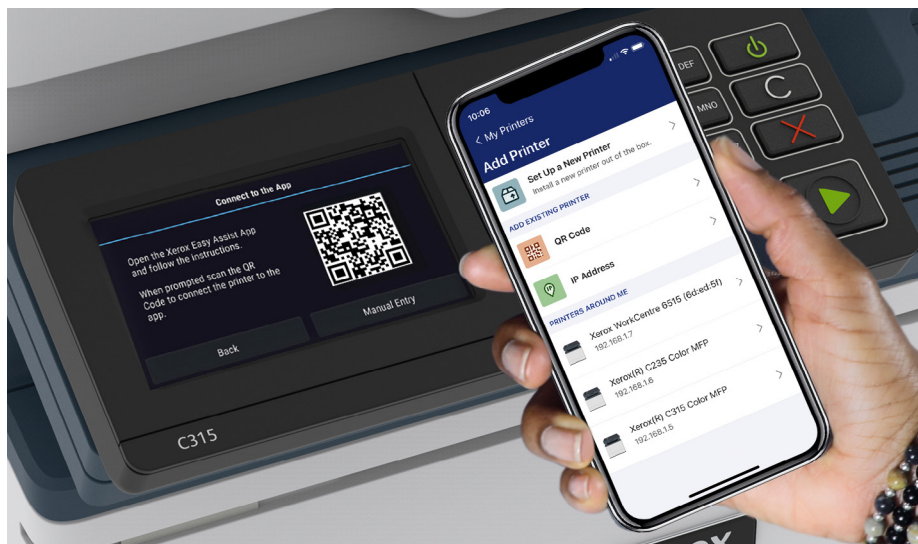 Connect to the App
Open the Xerox Easy Assist App
and follow the instructions.
When prompted scan the QR
Code to connect the printer to the
app.
Back
Manual Entry
C315
10:06
< My Printers
Add Printer
Set Up a New Printer
Install a new printer out of the box.
ADD EXISTING PRINTER
QR Code
IP
IP Address
PRINTERS AROUND ME
Xerox WorkCentre 6515 (6d:ed:5f)
192.168.1.7
Xerox(R) C235 Color MFP
192.168.1.6
Xerox(R) C315 Color MFP
192.168.1.5
DEF
MNO
C